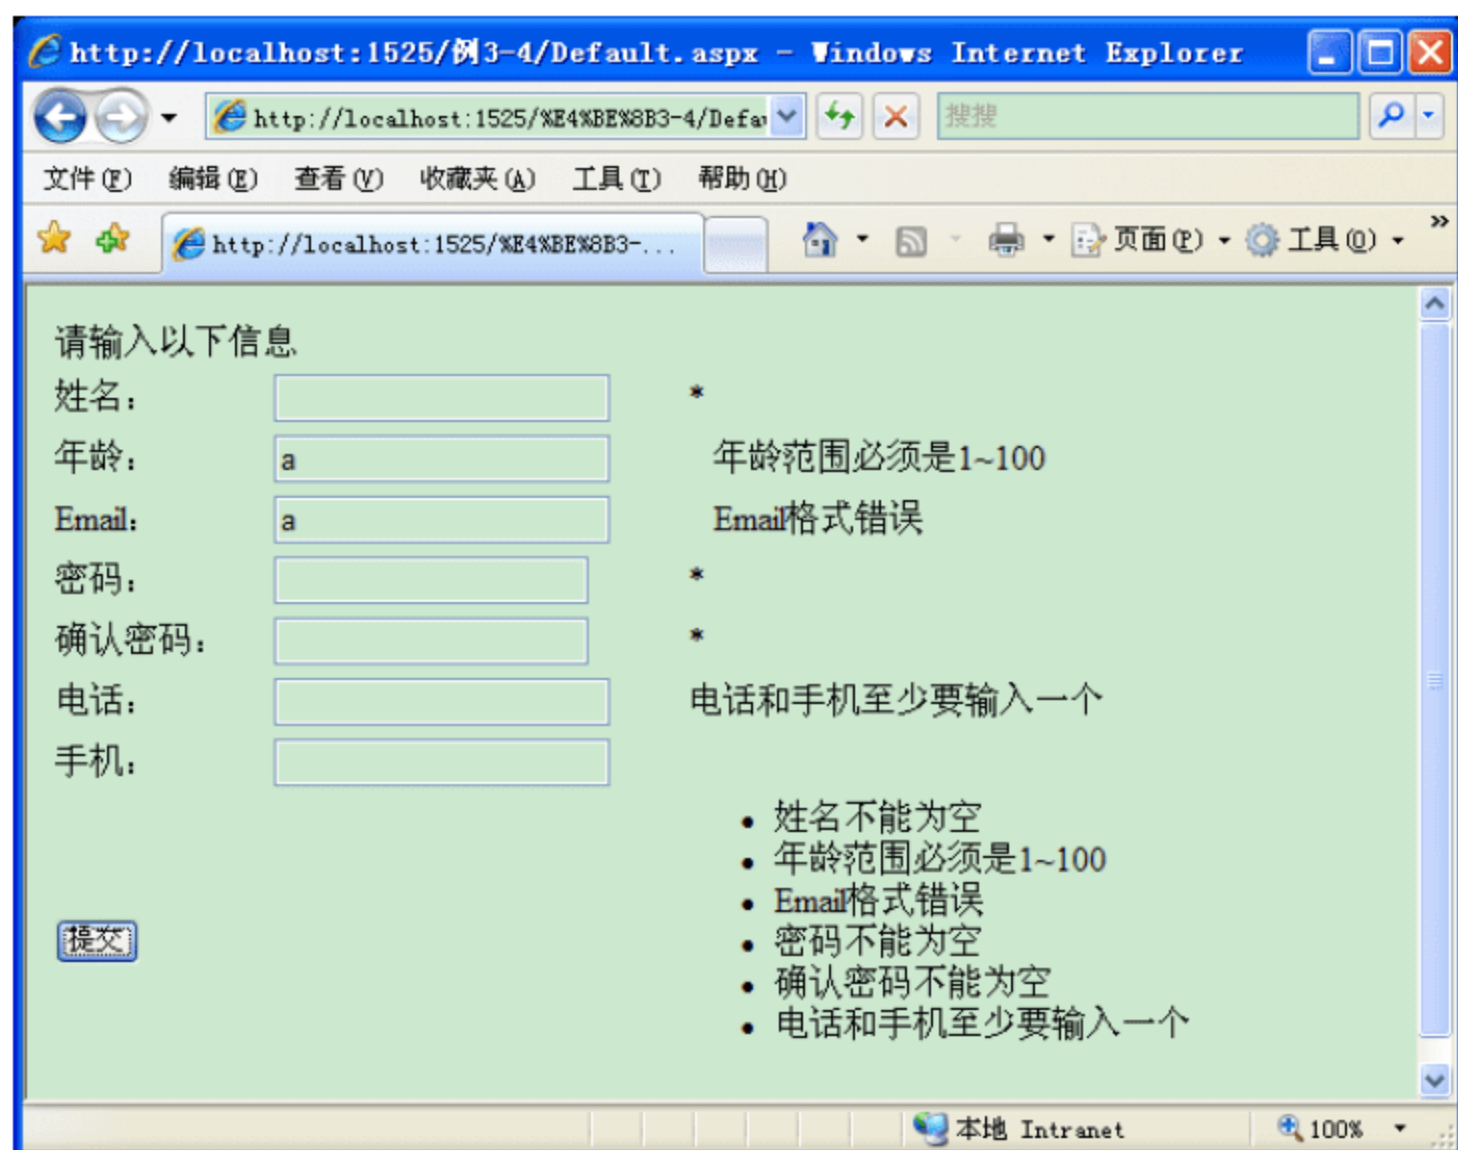 http://localhost:1525/例3-4/Default.aspx - Windows Internet Explorer
http://localhost:1525/%E4%BE%8B3-4/Defa
搜搜
文件(F) 编辑(E) 查看(V) 收藏夹(A) 工具(T) 帮助(H)
http://localhost:1525/%E4%BE%8B3-...
页面(P) 工具(O) »
请输入以下信息
姓名: *
年龄: a 年龄范围必须是1~100
Email: a Email格式错误
密码: *
确认密码: *
电话: 电话和手机至少要输入一个
手机:
• 姓名不能为空
• 年龄范围必须是1~100
• Email格式错误
提交
• 密码不能为空
• 确认密码不能为空
• 电话和手机至少要输入一个
本地 Intranet 100%